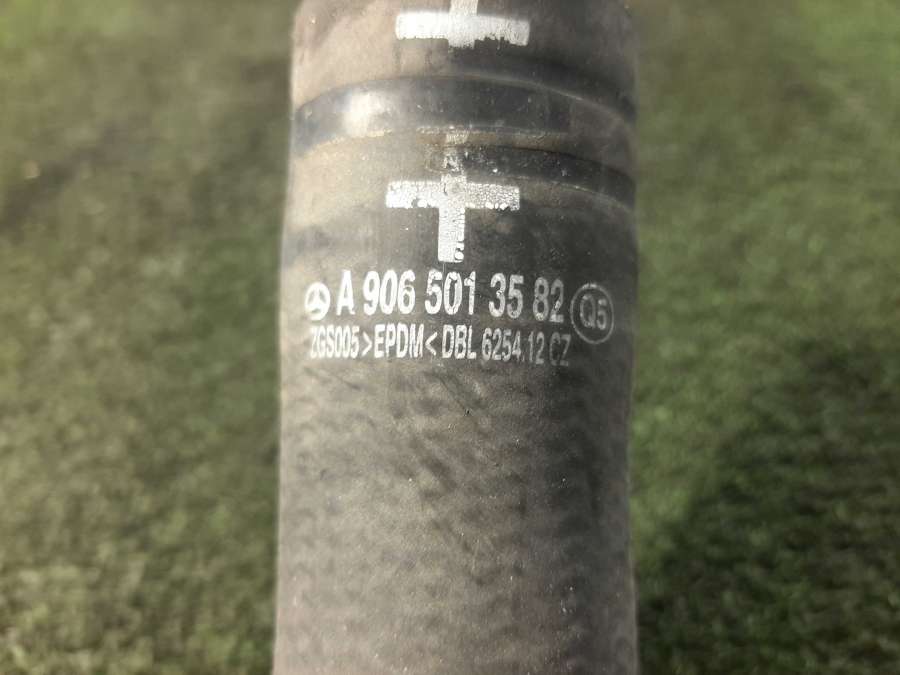 A 906 501 35 82 Q5
ZGS005 >EPDM< DBL 6254.12 CZ